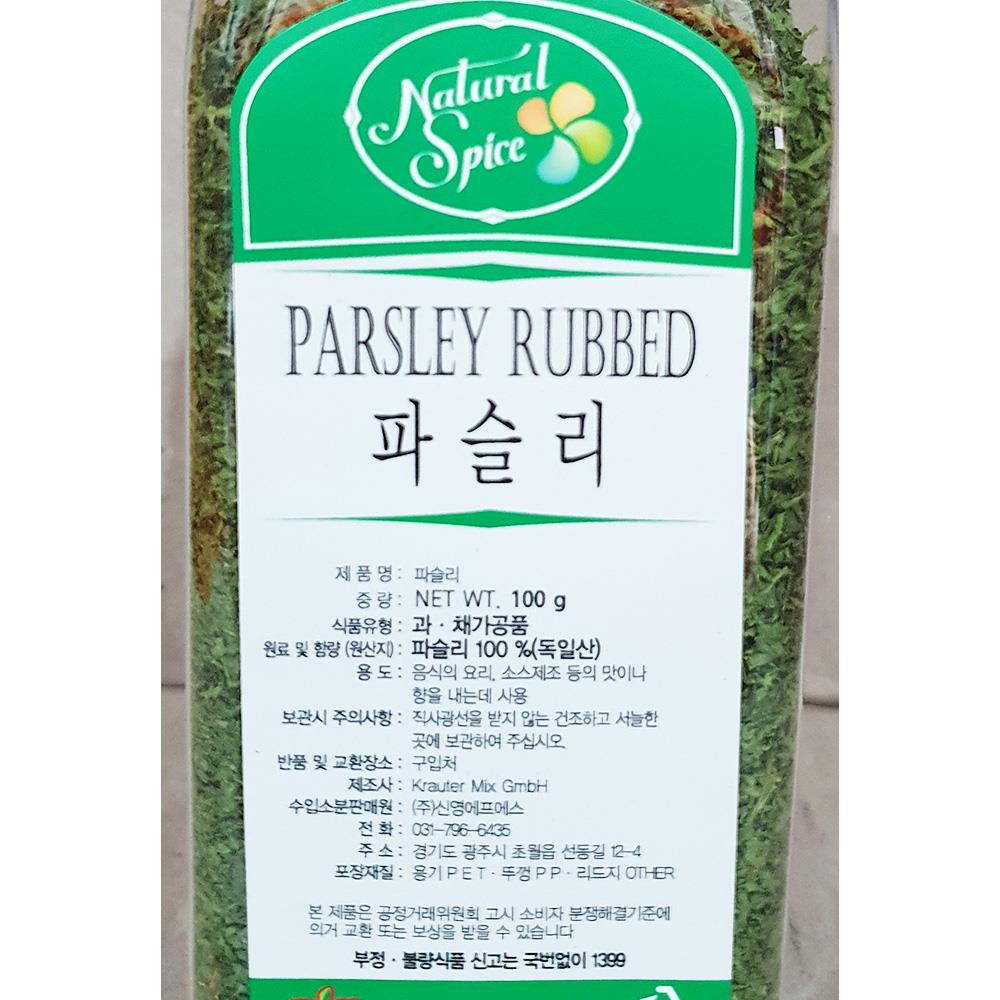 Natural
Spice
PARSLEY RUBBED
파슬리
제 품 명 : 파슬리
중 량 : NET WT. 100 g
식품유형 : 과 · 채가공품
원료 및 함량 (원산지) : 파슬리 100 %(독일산)
용 도 : 음식의 요리, 소스제조 등의 맛이나
향을 내는데 사용
보관시 주의사항 : 직사광선을 받지 않는 건조하고 서늘한
곳에 보관하여 주십시오.
반품 및 교환장소 : 구입처
제조사 : Krauter Mix GmbH
수입소분판매원 : (주)신영에프에스
전 화 : 031-796-6435
주 소 : 경기도 광주시 초월읍 선동길 12-4
포장재질 : 용기 P E T · 뚜껑 P P · 리드지 OTHER
본 제품은 공정거래위원회 고시 소비자 분쟁해결기준에
의거 교환 또는 보상을 받을 수 있습니다
부정 · 불량식품 신고는 국번없이 1399